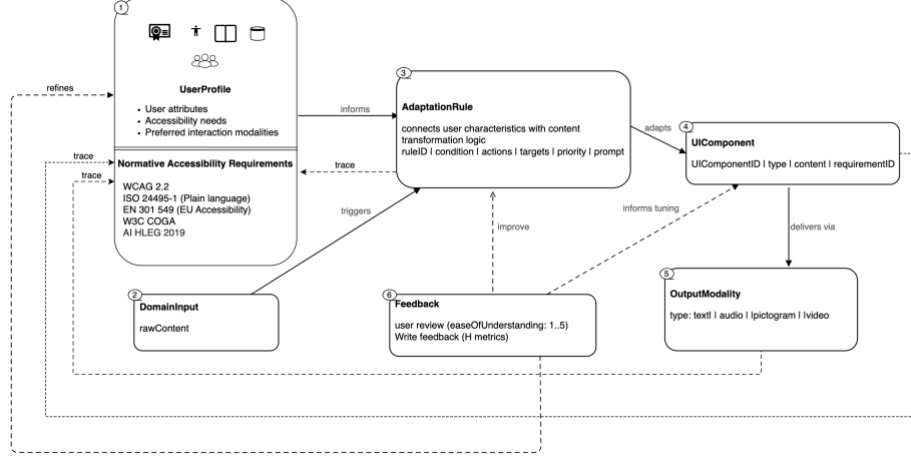 1
UserProfile
• User attributes
• Accessibility needs
• Preferred interaction modalities
Normative Accessibility Requirements
WCAG 2.2
ISO 24495-1 (Plain language)
EN 301 549 (EU Accessibility)
W3C COGA
AI HLEG 2019
refines
trace
trace
informs
trace
triggers
2
DomainInput
rawContent
3
AdaptationRule
connects user characteristics with content
transformation logic
ruleID I condition I actions I targets I priority I prompt
adapts
4
UIComponent
UIComponentID I type I content I requirementID
improve
informs tuning
delivers via
5
OutputModality
type: textI I audio I Ipictogram I Ivideo
6
Feedback
user review (easeOfUnderstanding: 1..5)
Write feedback (H metrics)